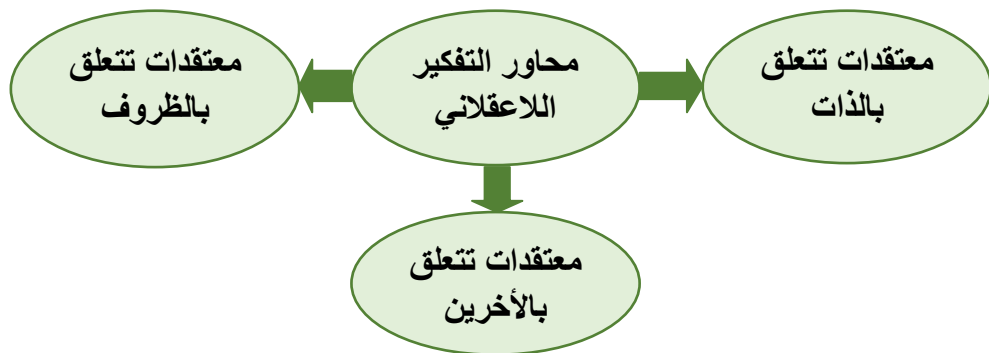 معتقدات تتعلق
بالذات
محاور التفكير
اللاعقلاني
معتقدات تتعلق
بالظروف
معتقدات تتعلق
بالأخرين